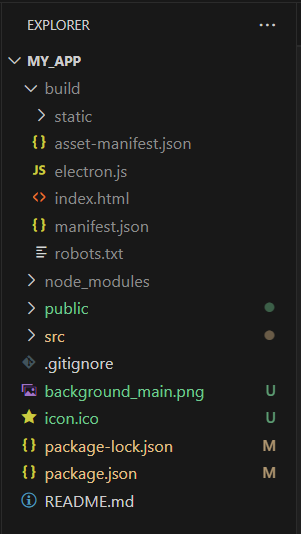 EXPLORER
MY_APP
build
static
asset-manifest.json
JS electron.js
index.html
manifest.json
robots.txt
node_modules
public
src
.gitignore
background_main.png U
icon.ico U
package-lock.json M
package.json M
README.md